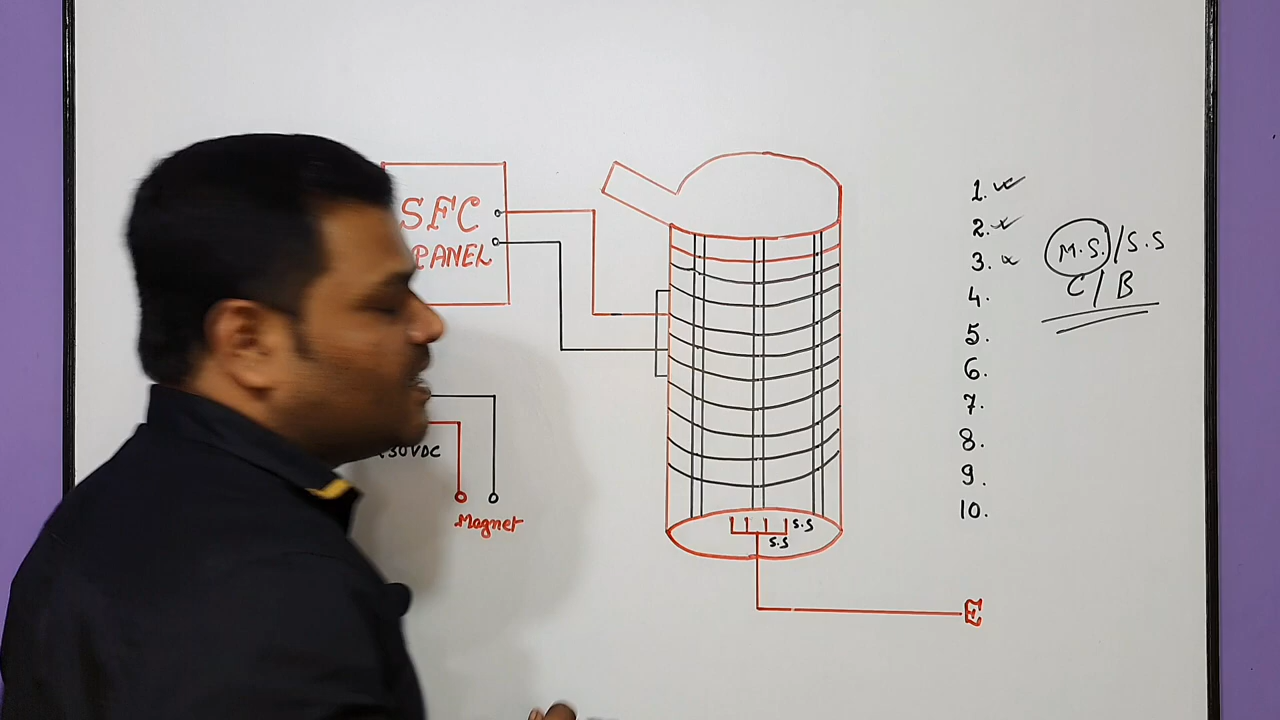 SFC
PANEL
30VDC
Magnet
S.S
S.S
E
1.
2.
3.
4.
5.
6.
7.
8.
9.
10.
M.S./S.S
C/B